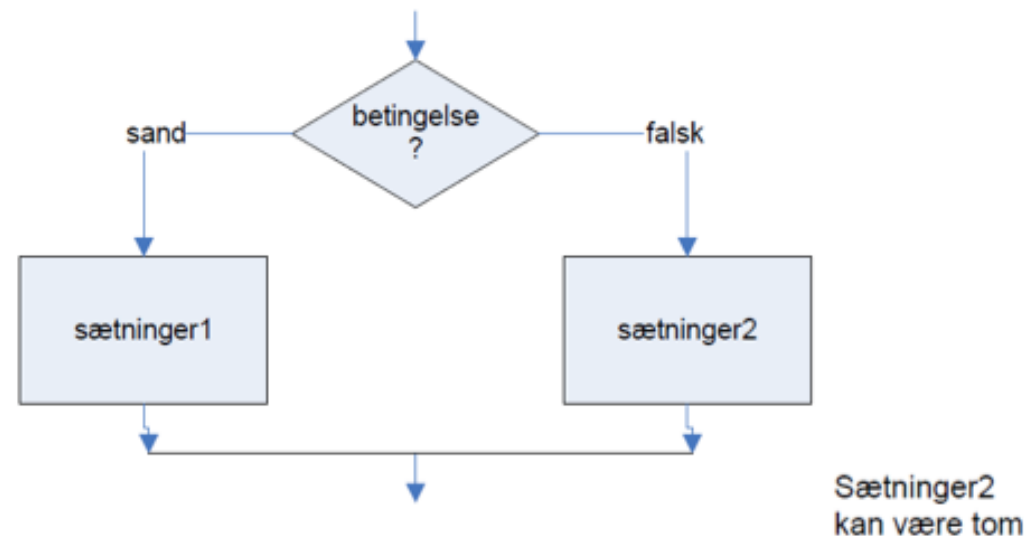 betingelse
?
sand
falsk
sætninger1
sætninger2
Sætninger2
kan være tom